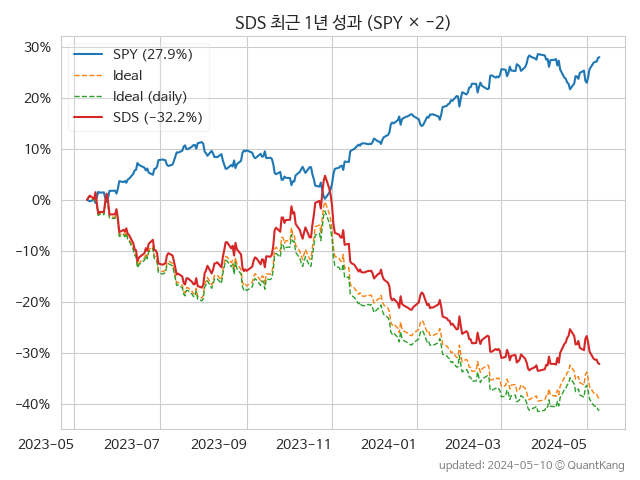 SDS 최근 1년 성과 (SPY × −2)
SPY (27.9%)
Ideal
Ideal (daily)
SDS (−32.2%)
30%
20%
10%
0%
−10%
−20%
−30%
−40%
2023-05 2023-07 2023-09 2023-11 2024-01 2024-03 2024-05
updated: 2024-05-10 © QuantKang